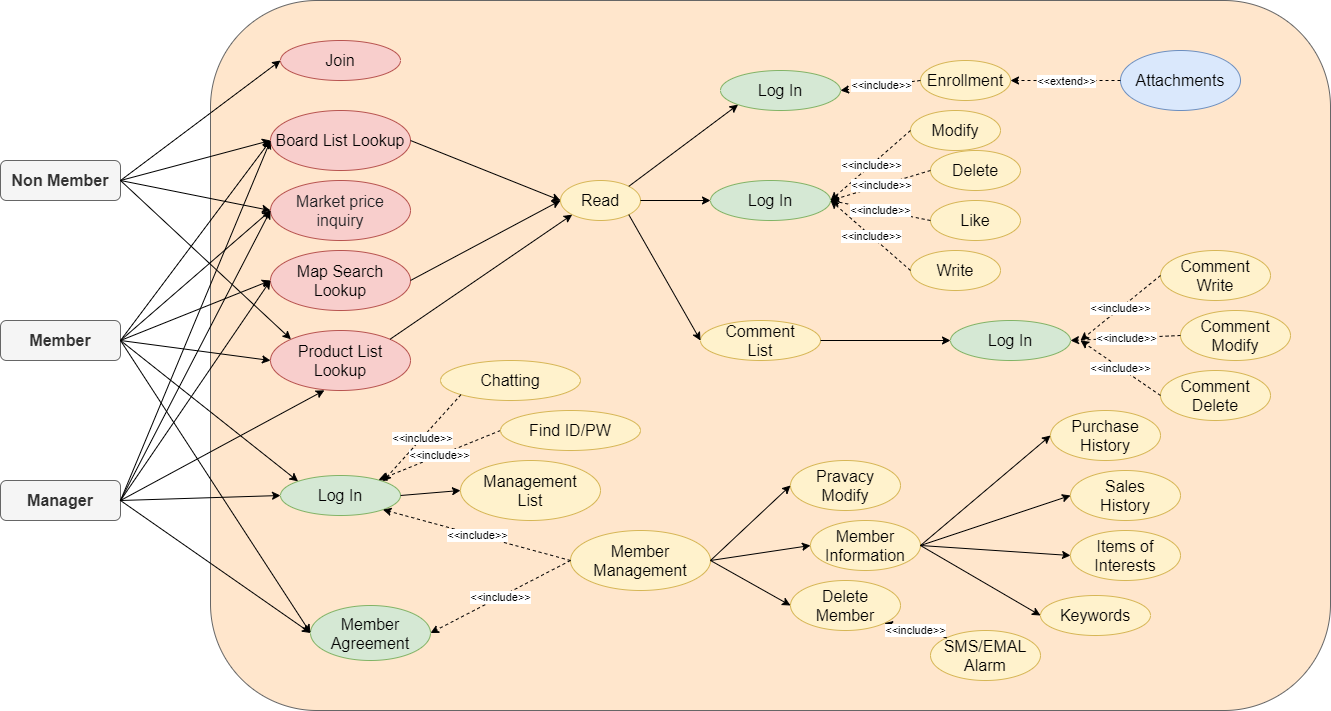 Non Member
Member
Manager
Join
Board List Lookup
Market price
inquiry
Map Search
Lookup
Product List
Lookup
Log In
Member
Agreement
Chatting
Find ID/PW
Management
List
<<include>>
<<include>>
<<include>>
<<include>>
Read
Log In
<<include>>
Enrollment
<<extend>>
Attachments
Log In
<<include>>
<<include>>
<<include>>
<<include>>
Modify
Delete
Like
Write
Comment
List
Log In
<<include>>
<<include>>
<<include>>
Comment
Write
Comment
Modify
Comment
Delete
Member
Management
Pravacy
Modify
Member
Information
Delete
Member
<<include>>
SMS/EMAL
Alarm
Purchase
History
Sales
History
Items of
Interests
Keywords